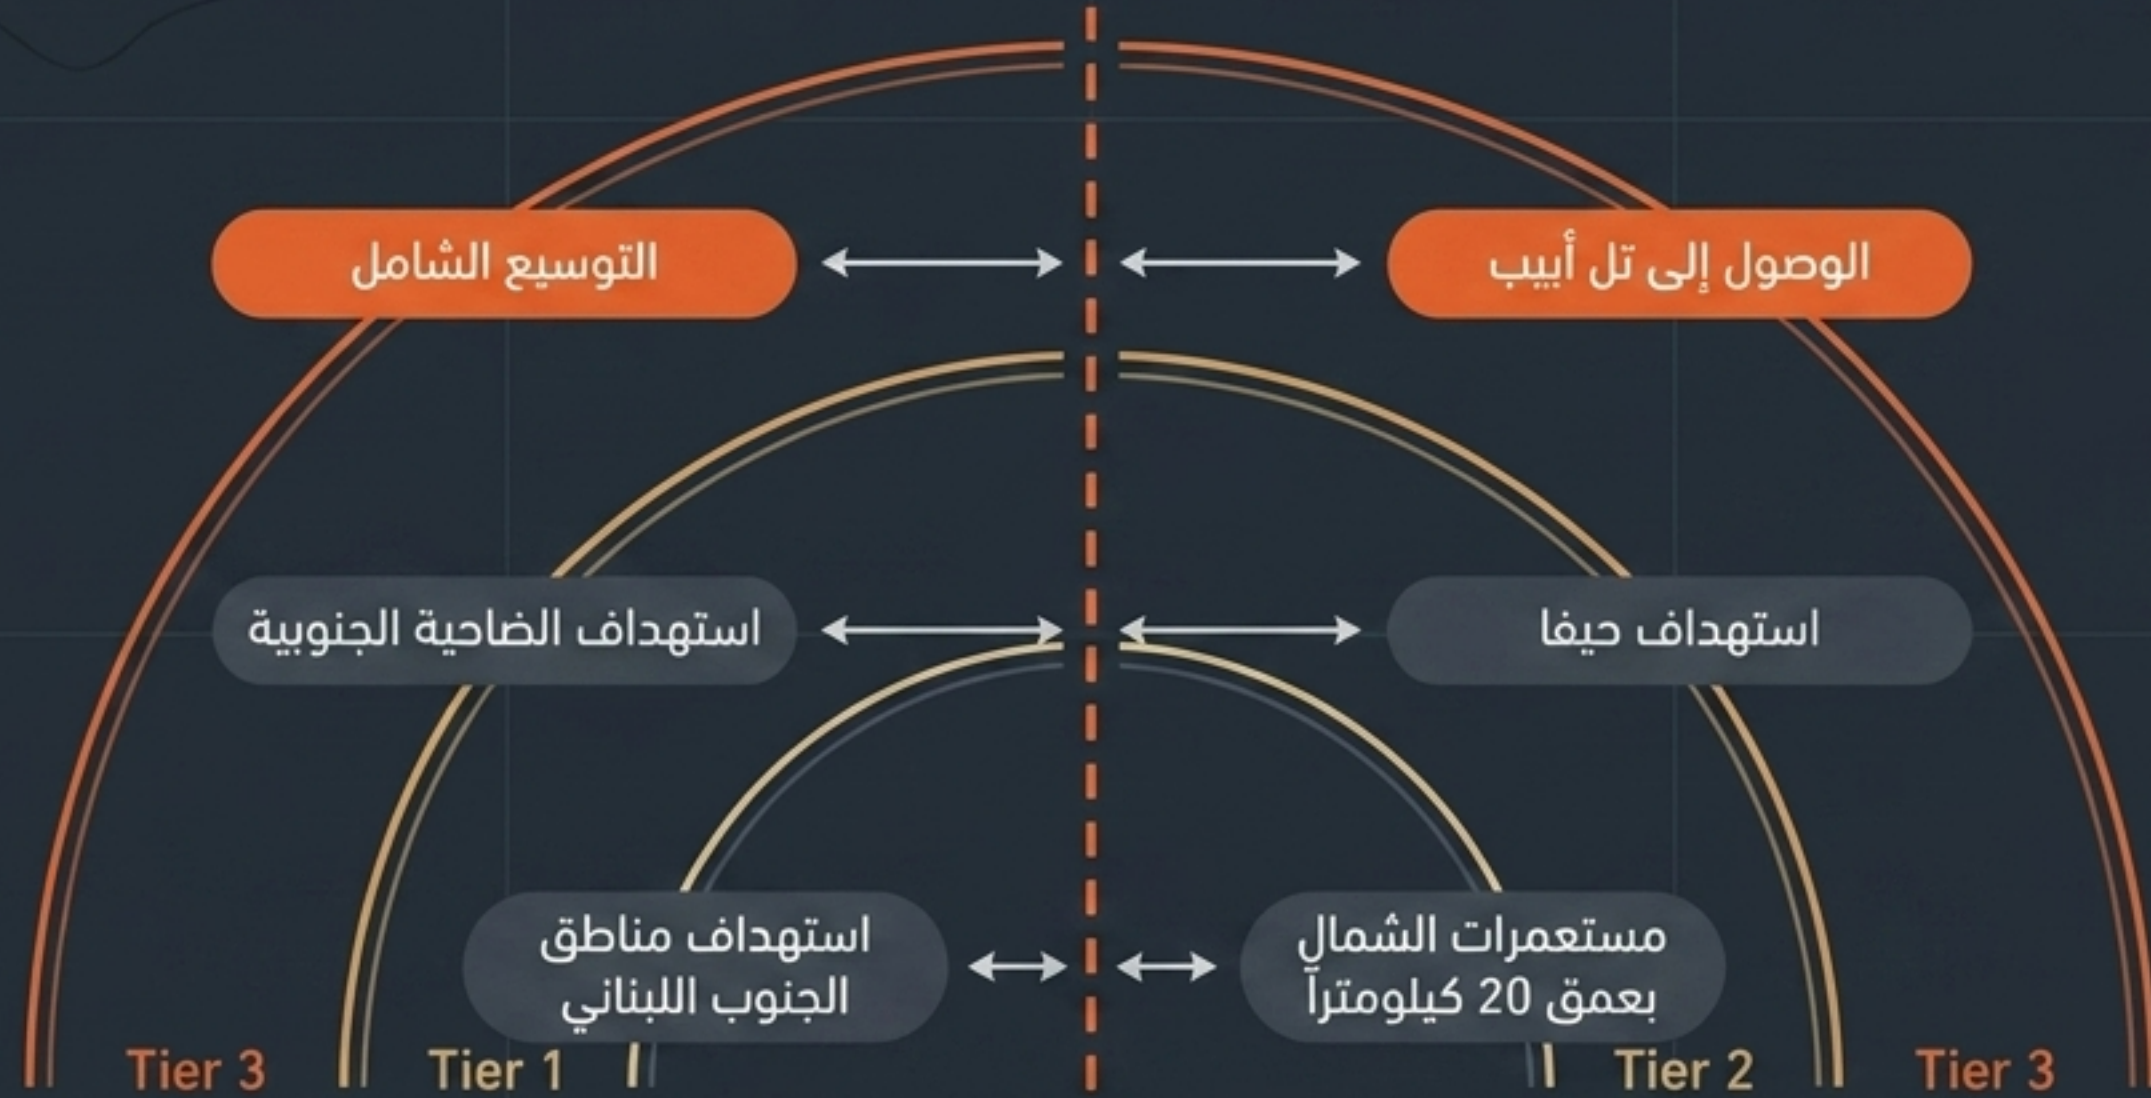 الوصول إلى تل أبيب
التوسيع الشامل
استهداف حيفا
استهداف الضاحية الجنوبية
مستعمرات الشمال
بعمق 20 كيلومتراً
استهداف مناطق
الجنوب اللبناني
Tier 3
Tier 1
Tier 2
Tier 3